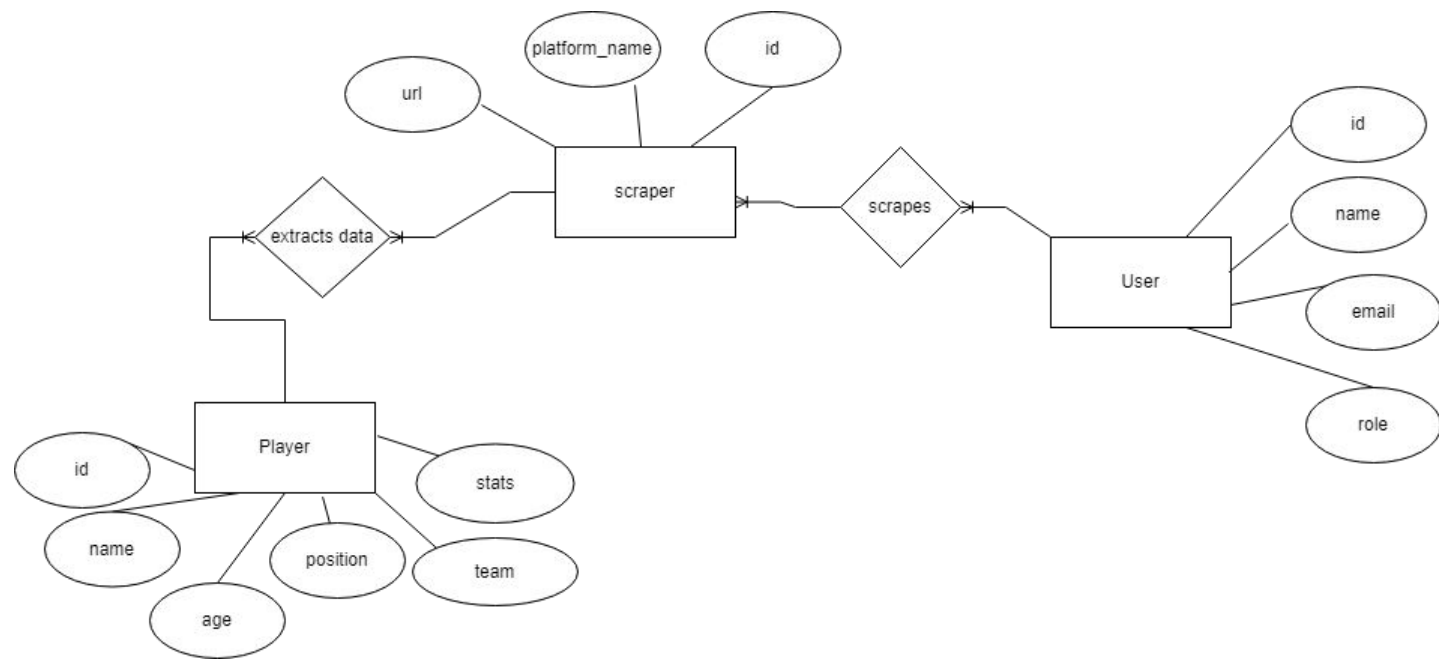 platform_name
id
url
id
scraper
scrapes
name
extracts data
User
email
role
Player
id
stats
name
position
team
age